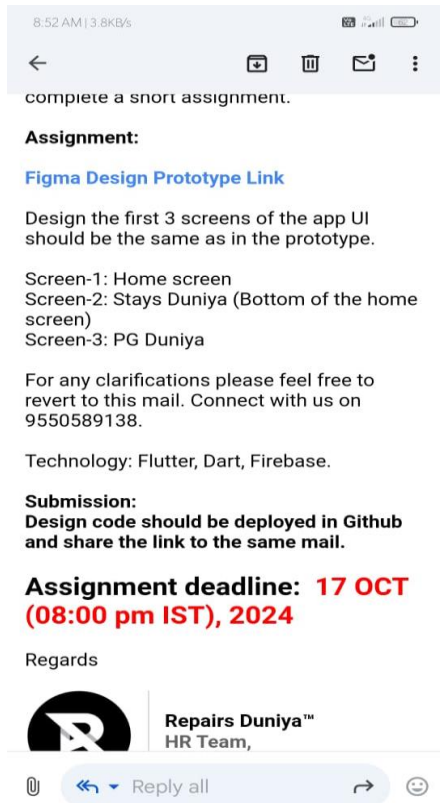 8:52 AM | 3.8KB/s
complete a short assignment.
Assignment:
Figma Design Prototype Link
Design the first 3 screens of the app UI
should be the same as in the prototype.
Screen-1: Home screen
Screen-2: Stays Duniya (Bottom of the home
screen)
Screen-3: PG Duniya
For any clarifications please feel free to
revert to this mail. Connect with us on
9550589138.
Technology: Flutter, Dart, Firebase.
Submission:
Design code should be deployed in Github
and share the link to the same mail.
Assignment deadline: 17 OCT
(08:00 pm IST), 2024
Regards
Repairs Duniya™
HR Team,
Reply all